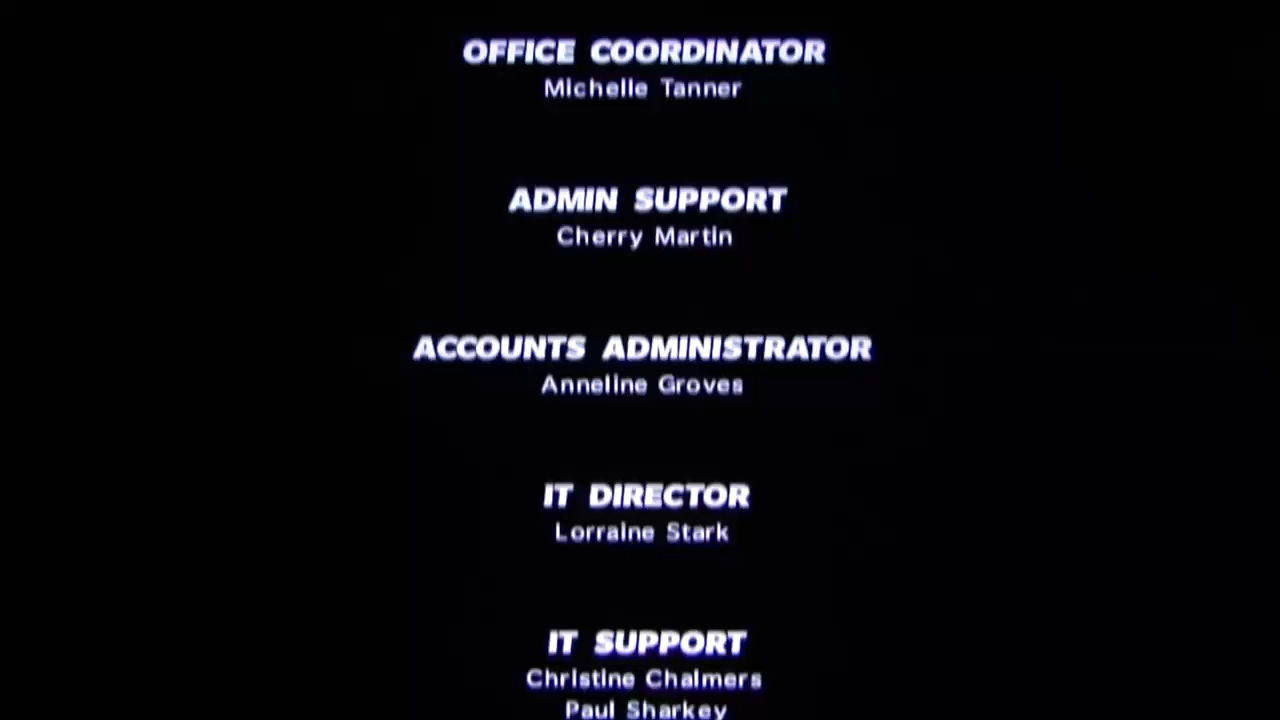 OFFICE COORDINATOR
Michelle Tanner
ADMIN SUPPORT
Cherry Martin
ACCOUNTS ADMINISTRATOR
Anneline Groves
IT DIRECTOR
Lorraine Stark
IT SUPPORT
Christine Chalmers
Paul Sharkey